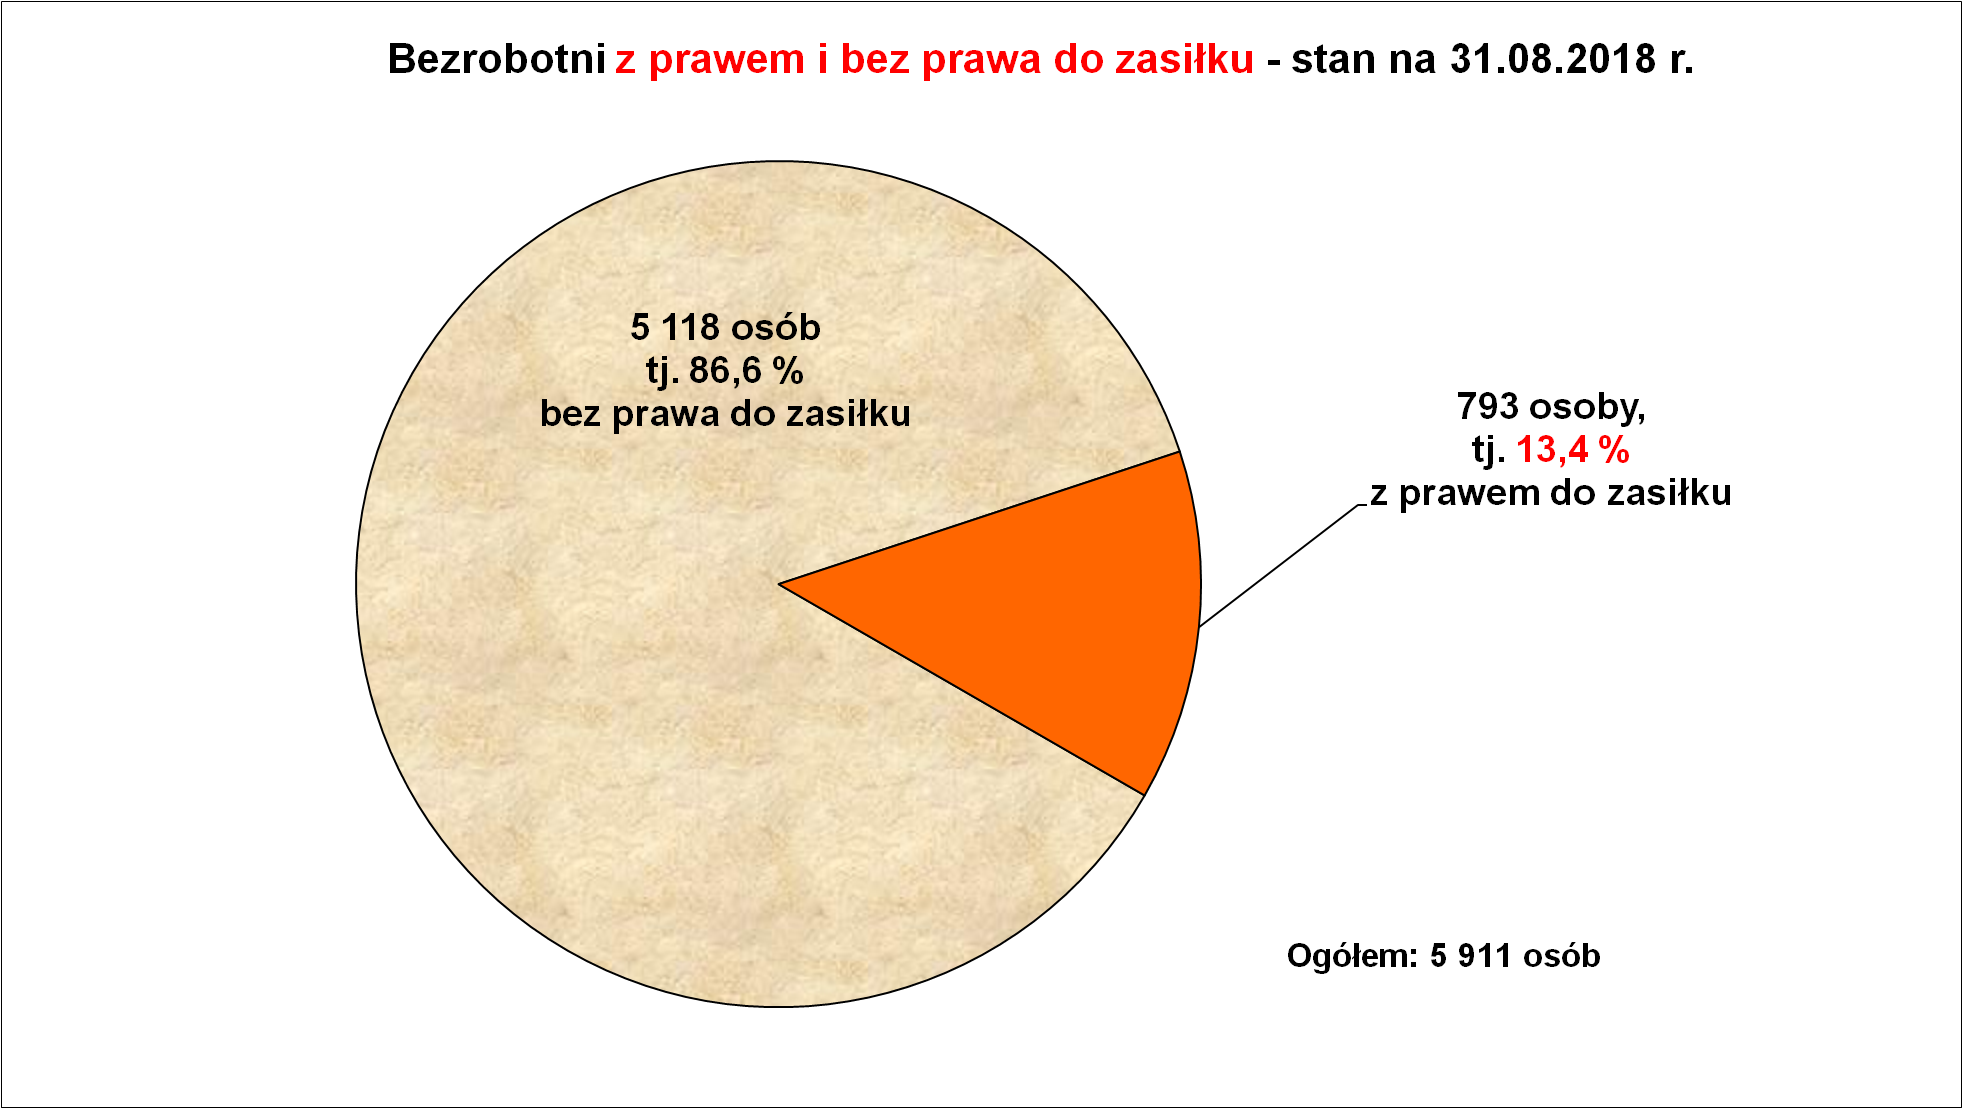 Bezrobotni z prawem i bez prawa do zasiłku - stan na 31.08.2018 r.
5 118 osób
tj. 86,6 %
bez prawa do zasiłku
793 osoby,
tj. 13,4 %
z prawem do zasiłku
Ogółem: 5 911 osób